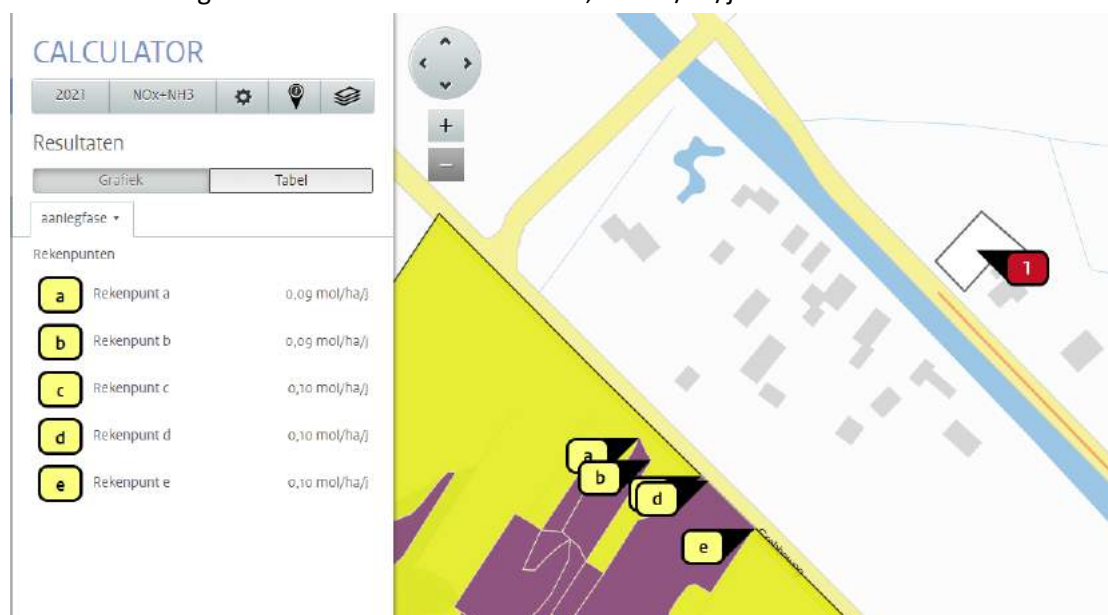 CALCULATOR
2021 NOx+NH3
Resultaten
Grafiek Tabel
aanlegfase
Rekenpunten
a Rekenpunt a 0,09 mol/ha/j
b Rekenpunt b 0,09 mol/ha/j
c Rekenpunt c 0,10 mol/ha/j
d Rekenpunt d 0,10 mol/ha/j
e Rekenpunt e 0,10 mol/ha/j
+
-
1
a
b
d
e